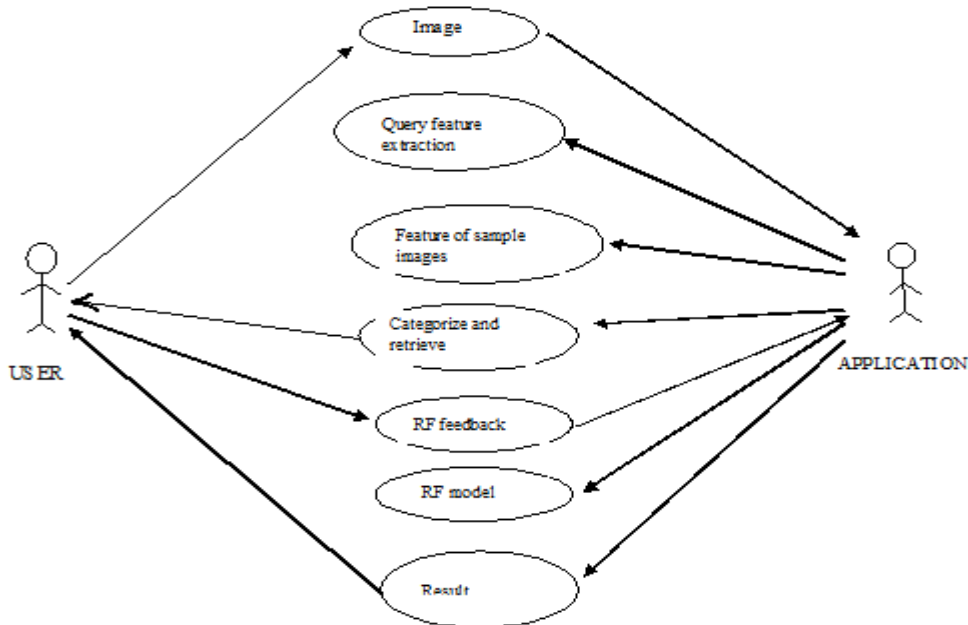 Image
Query feature
extraction
Feature of sample
images
Categorize and
retrieve
USER
APPLICATION
RF feedback
RF model
Result